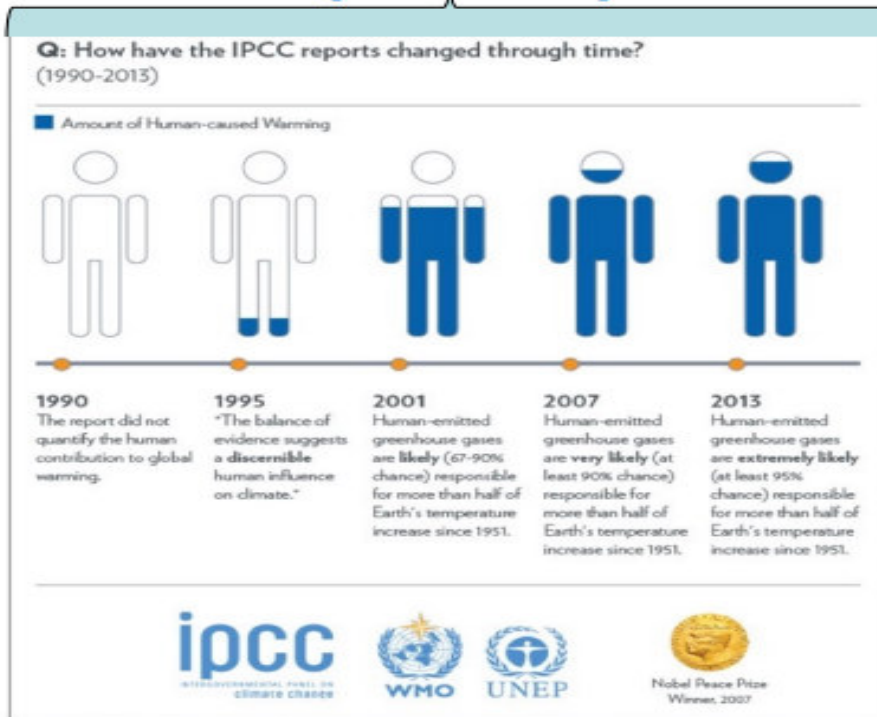 Q: How have the IPCC reports changed through time?
(1990-2013)
Amount of Human-caused Warming
1990
The report did not
quantify the human
contribution to global
warming.
1995
"The balance of
evidence suggests
a discernible
human influence
on climate."
2001
Human-emitted
greenhouse gases
are likely (67-90%
chance) responsible
for more than half of
Earth's temperature
increase since 1951.
2007
Human-emitted
greenhouse gases
are very likely (at
least 90% chance)
responsible for
more than half of
Earth's temperature
increase since 1951.
2013
Human-emitted
greenhouse gases
are extremely likely
(at least 95%
chance) responsible
for more than half of
Earth's temperature
increase since 1951.
ipcc
INTERGOVERNMENTAL PANEL ON
climate change
WMO
UNEP
Nobel Peace Prize
Winner, 2007